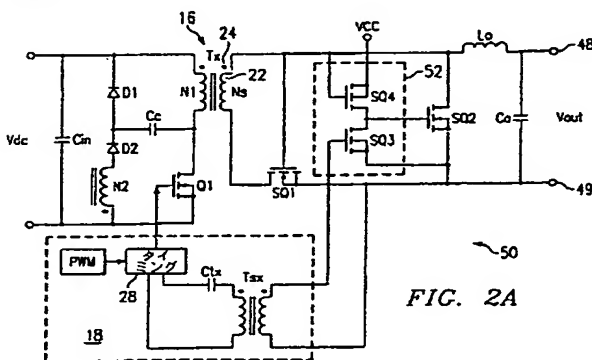 16
Tx
24
VCC
Lo
48
52
D1
N1
22
Ns
SQ4
Cc
Vdc
Cin
SQ2
Co
Vout
D2
SQ3
N2
Q1
SQ1
49
PWM
タイ
ミング
Ctx
Tsx
50
28
18
FIG. 2A